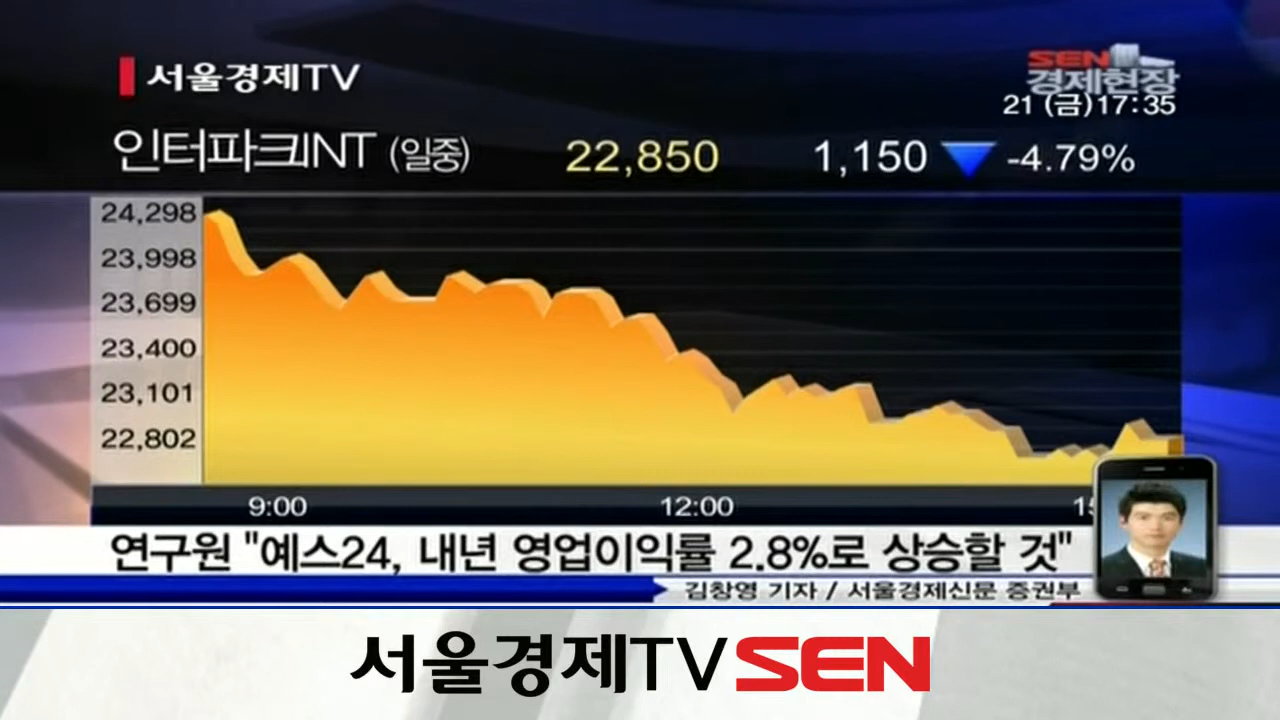 서울경제TV
SEN
경제현장
21 (금)17:35
인터파크INT (일중) 22,850 1,150 ▼ -4.79%
24,298
23,998
23,699
23,400
23,101
22,802
9:00 12:00
연구원 "예스24, 내년 영업이익률 2.8%로 상승할 것"
김창영 기자 / 서울경제신문 증권부
서울경제TV SEN